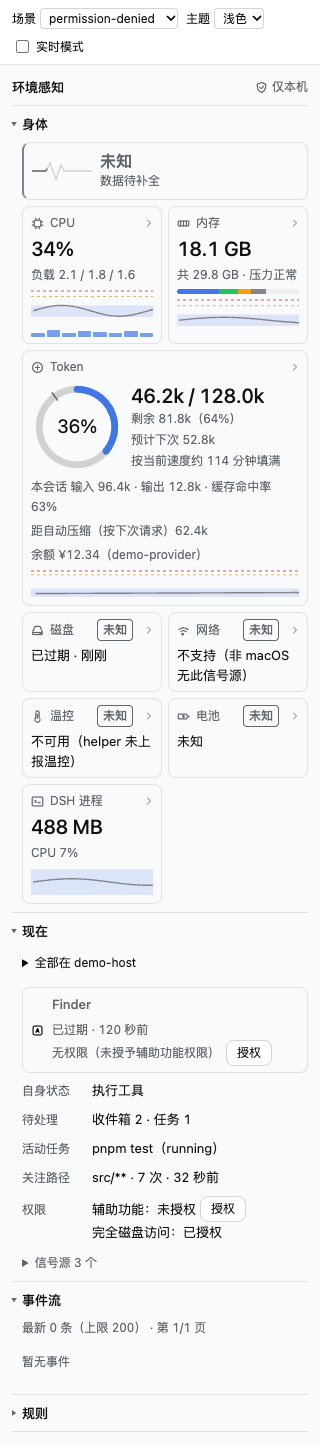 场景 permission-denied 主题 浅色
实时模式
环境感知 仅本机
身体
未知
数据待补全
CPU
34%
负载 2.1 / 1.8 / 1.6
内存
18.1 GB
共 29.8 GB · 压力正常
Token
36%
46.2k / 128.0k
剩余 81.8k（64%）
预计下次 52.8k
按当前速度约 114 分钟填满
本会话 输入 96.4k · 输出 12.8k · 缓存命中率
63%
距自动压缩（按下次请求）62.4k
余额 ¥12.34（demo-provider）
磁盘 未知
已过期 · 刚刚
网络 未知
不支持（非 macOS
无此信号源）
温控 未知
不可用（helper 未上
报温控）
电池 未知
未知
DSH 进程
488 MB
CPU 7%
现在
全部在 demo-host
Finder
已过期 · 120 秒前
无权限（未授予辅助功能权限） 授权
自身状态 执行工具
待处理 收件箱 2 · 任务 1
活动任务 pnpm test（running）
关注路径 src/** · 7 次 · 32 秒前
权限 辅助功能：未授权 授权
完全磁盘访问：已授权
信号源 3 个
事件流
最新 0 条（上限 200） · 第 1/1 页
暂无事件
规则